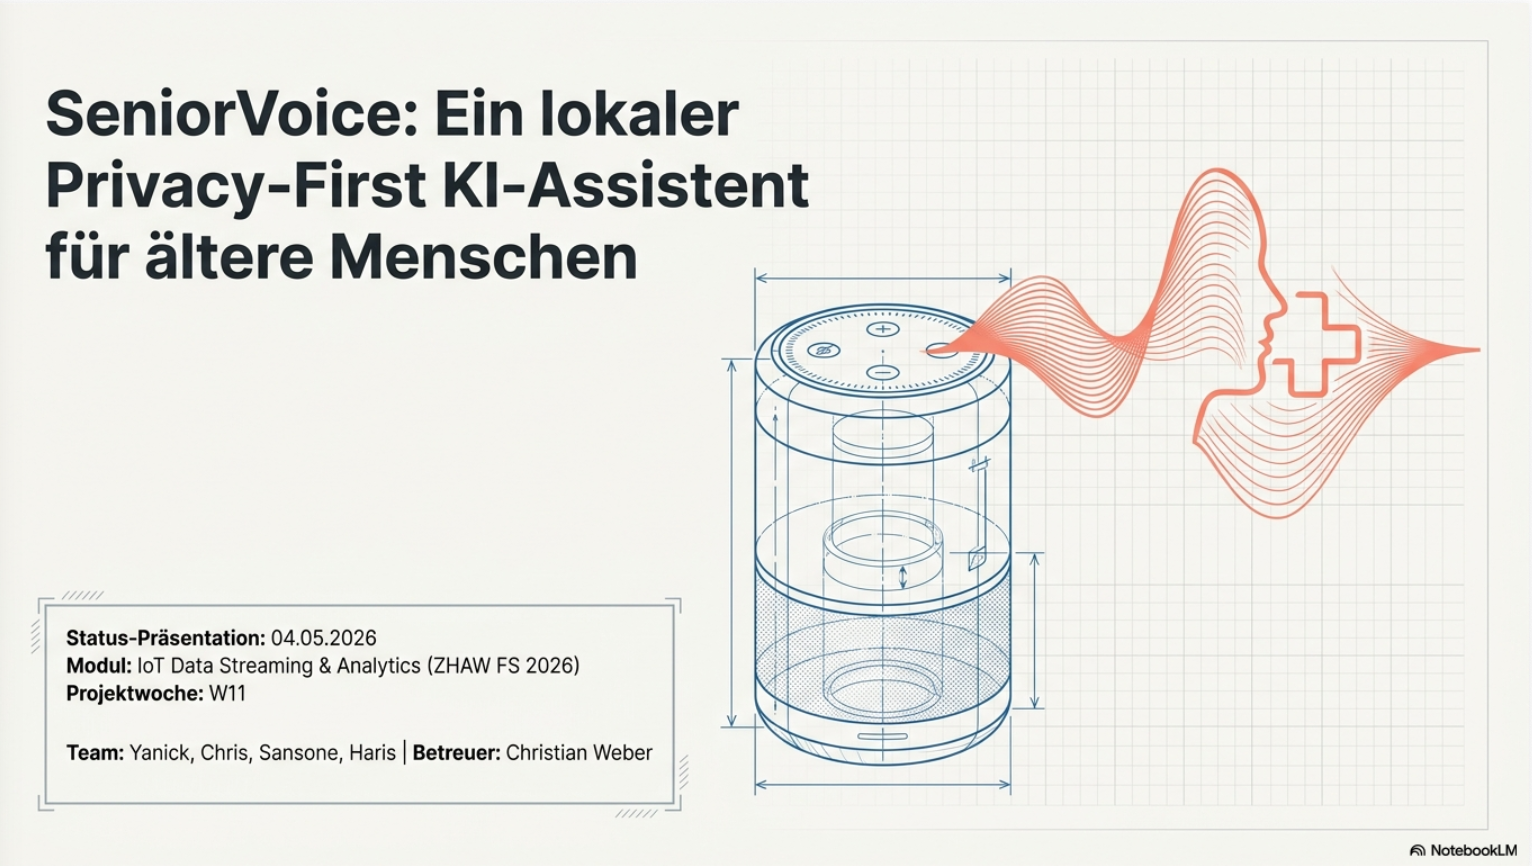 SeniorVoice: Ein lokaler
Privacy-First KI-Assistent
für ältere Menschen
Status-Präsentation: 04.05.2026
Modul: IoT Data Streaming & Analytics (ZHAW FS 2026)
Projektwoche: W11
Team: Yanick, Chris, Sansone, Haris | Betreuer: Christian Weber
NotebookLM